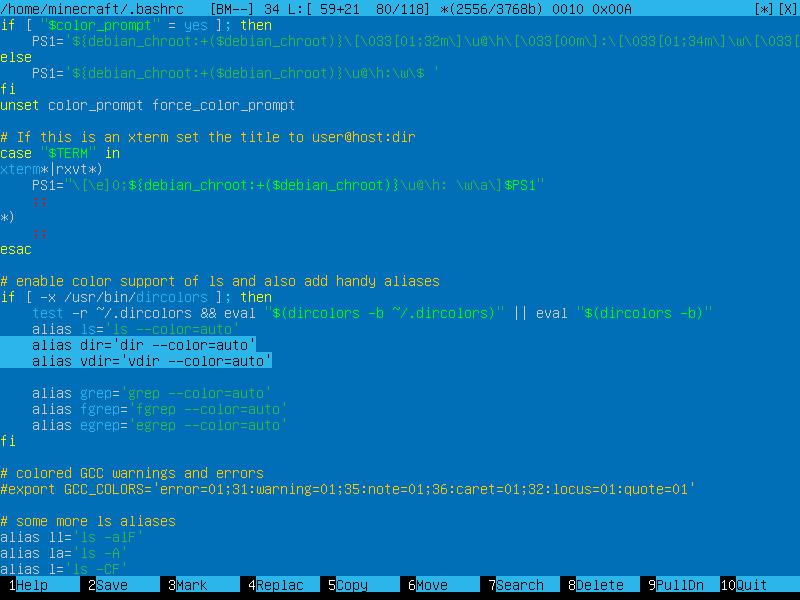 /home/minecraft/.bashrc [BM--] 34 L:[ 59+21 80/118] *(2556/3768b) 0010 0x00A [*][X]
if [ "$color_prompt" = yes ]; then
    PS1='${debian_chroot:+($debian_chroot)}\[\033[01;32m\]\u@\h\[\033[00m\]:\[\033[01;34m\]\w\[\033[
else
    PS1='${debian_chroot:+($debian_chroot)}\u@\h:\w\$ '
fi
unset color_prompt force_color_prompt

# If this is an xterm set the title to user@host:dir
case "$TERM" in
xterm*|rxvt*)
    PS1="\[\e]0;${debian_chroot:+($debian_chroot)}\u@\h: \w\a\]$PS1"
    ;;
*)
    ;;
esac

# enable color support of ls and also add handy aliases
if [ -x /usr/bin/dircolors ]; then
    test -r ~/.dircolors && eval "$(dircolors -b ~/.dircolors)" || eval "$(dircolors -b)"
    alias ls='ls --color=auto'
    alias dir='dir --color=auto'
    alias vdir='vdir --color=auto'

    alias grep='grep --color=auto'
    alias fgrep='fgrep --color=auto'
    alias egrep='egrep --color=auto'
fi

# colored GCC warnings and errors
#export GCC_COLORS='error=01;31:warning=01;35:note=01;36:caret=01;32:locus=01:quote=01'

# some more ls aliases
alias ll='ls -alF'
alias la='ls -A'
alias l='ls -CF'
1Help 2Save 3Mark 4Replac 5Copy 6Move 7Search 8Delete 9PullDn 10Quit